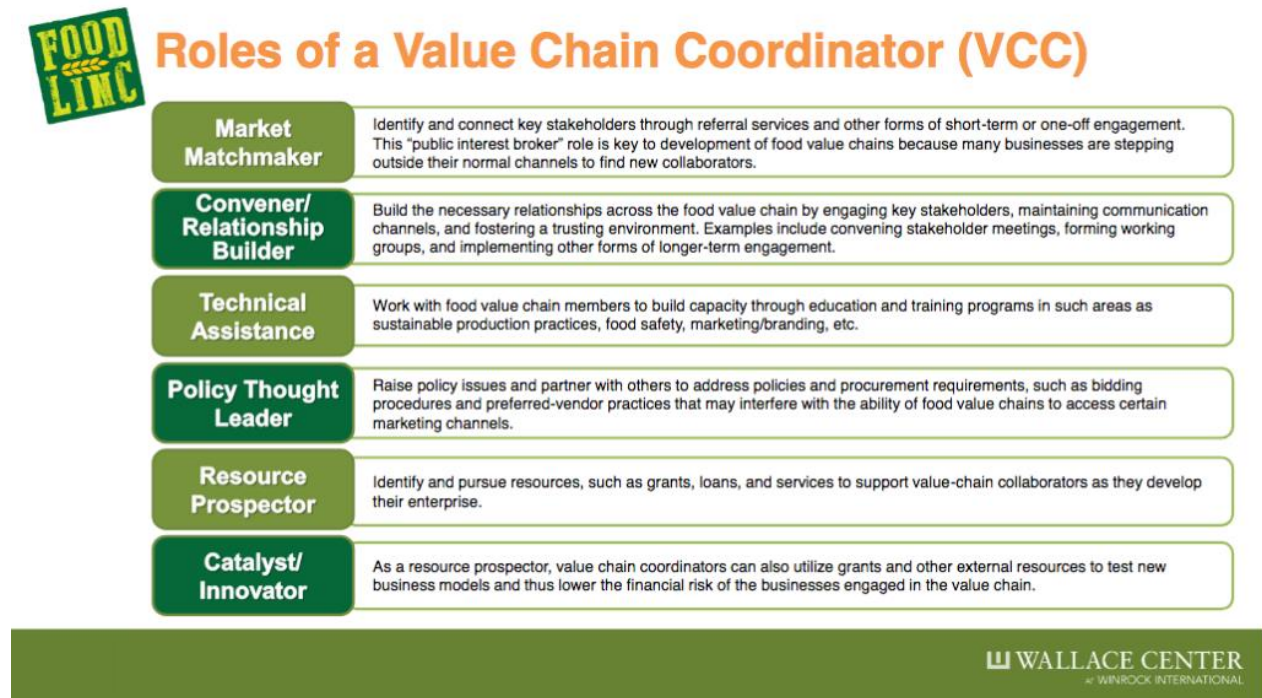 FOOD
LINC
Roles of a Value Chain Coordinator (VCC)
Market
Matchmaker
Identify and connect key stakeholders through referral services and other forms of short-term or one-off engagement.
This “public interest broker” role is key to development of food value chains because many businesses are stepping
outside their normal channels to find new collaborators.
Convener/
Relationship
Builder
Build the necessary relationships across the food value chain by engaging key stakeholders, maintaining communication
channels, and fostering a trusting environment. Examples include convening stakeholder meetings, forming working
groups, and implementing other forms of longer-term engagement.
Technical
Assistance
Work with food value chain members to build capacity through education and training programs in such areas as
sustainable production practices, food safety, marketing/branding, etc.
Policy Thought
Leader
Raise policy issues and partner with others to address policies and procurement requirements, such as bidding
procedures and preferred-vendor practices that may interfere with the ability of food value chains to access certain
marketing channels.
Resource
Prospector
Identify and pursue resources, such as grants, loans, and services to support value-chain collaborators as they develop
their enterprise.
Catalyst/
Innovator
As a resource prospector, value chain coordinators can also utilize grants and other external resources to test new
business models and thus lower the financial risk of the businesses engaged in the value chain.
WALLACE CENTER
AT WINROCK INTERNATIONAL